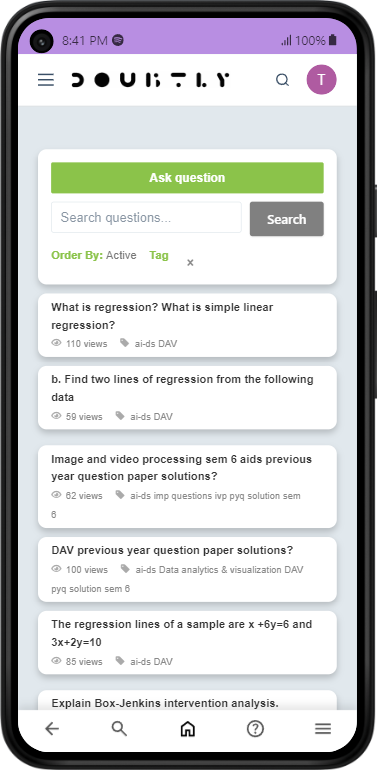 8:41 PM 100%
DOUBTLY T
Ask question
Search questions... Search
Order By: Active Tag ×
What is regression? What is simple linear
regression?
110 views ai-ds DAV
b. Find two lines of regression from the following
data
59 views ai-ds DAV
Image and video processing sem 6 aids previous
year question paper solutions?
62 views ai-ds imp questions ivp pyq solution sem
6
DAV previous year question paper solutions?
100 views ai-ds Data analytics & visualization DAV
pyq solution sem 6
The regression lines of a sample are x +6y=6 and
3x+2y=10
85 views ai-ds DAV
Explain Box-Jenkins intervention analysis.